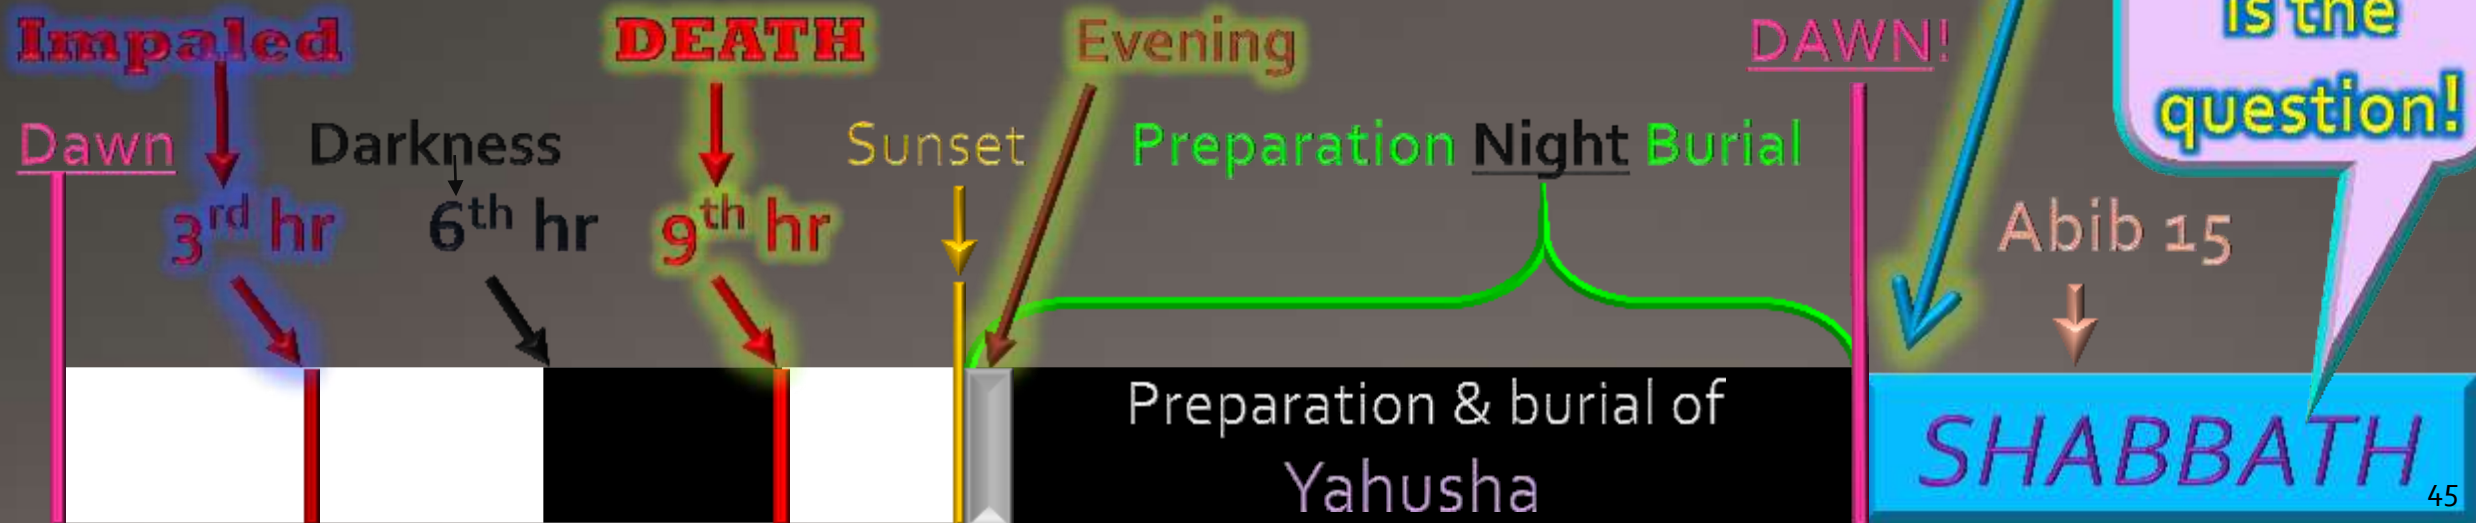 Impaled
DEATH
Evening
DAWN!
is the
question!
Dawn
Darkness
Sunset
Preparation Night Burial
3rd hr
6th hr
9th hr
Abib 15
Preparation & burial of
Yahusha
SHABBATH
45